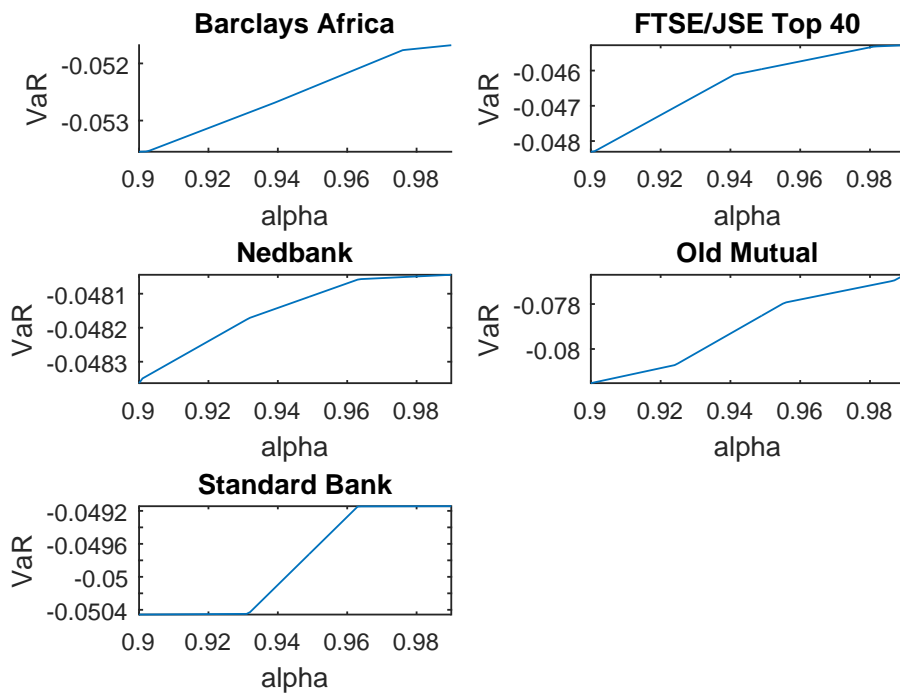 Barclays Africa
-0.052
-0.053
VaR
0.9 0.92 0.94 0.96 0.98
alpha
FTSE/JSE Top 40
-0.046
-0.047
-0.048
VaR
0.9 0.92 0.94 0.96 0.98
alpha
Nedbank
-0.0481
-0.0482
-0.0483
VaR
0.9 0.92 0.94 0.96 0.98
alpha
Old Mutual
-0.078
-0.08
VaR
0.9 0.92 0.94 0.96 0.98
alpha
Standard Bank
-0.0492
-0.0496
-0.05
-0.0504
VaR
0.9 0.92 0.94 0.96 0.98
alpha